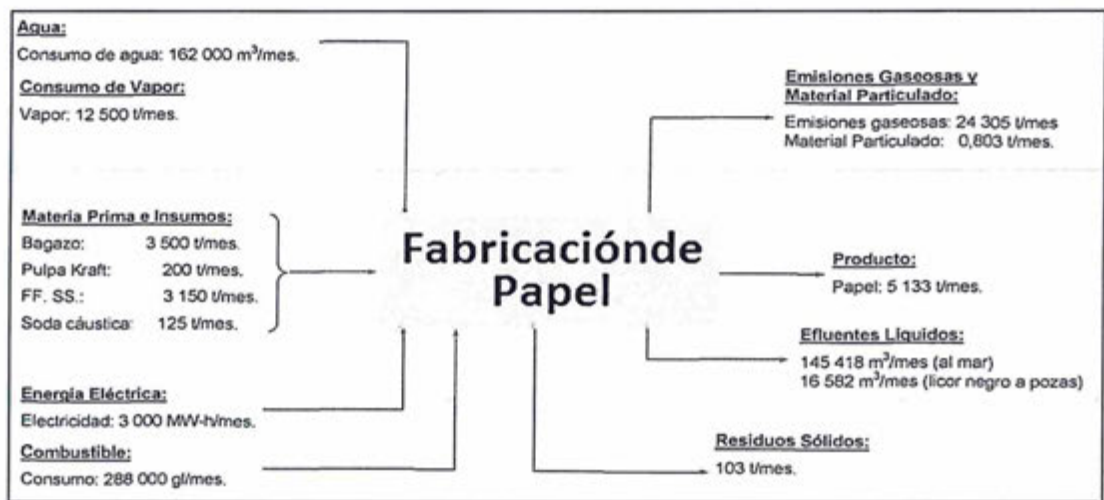 Agua:
Consumo de agua: 162 000 m³/mes.
Consumo de Vapor:
Vapor: 12 500 t/mes.
Materia Prima e Insumos:
Bagazo: 3 500 t/mes.
Pulpa Kraft: 200 t/mes.
FF. SS.: 3 150 t/mes.
Soda cáustica: 125 t/mes.
Energía Eléctrica:
Electricidad: 3 000 MW-h/mes.
Combustible:
Consumo: 288 000 gl/mes.
Fabricaciónde
Papel
Emisiones Gaseosas y
Material Particulado:
Emisiones gaseosas: 24 305 t/mes
Material Particulado: 0,803 t/mes.
Producto:
Papel: 5 133 t/mes.
Efluentes Liquidos:
145 418 m³/mes (al mar)
16 582 m³/mes (licor negro a pozas)
Residuos Sólidos:
103 t/mes.